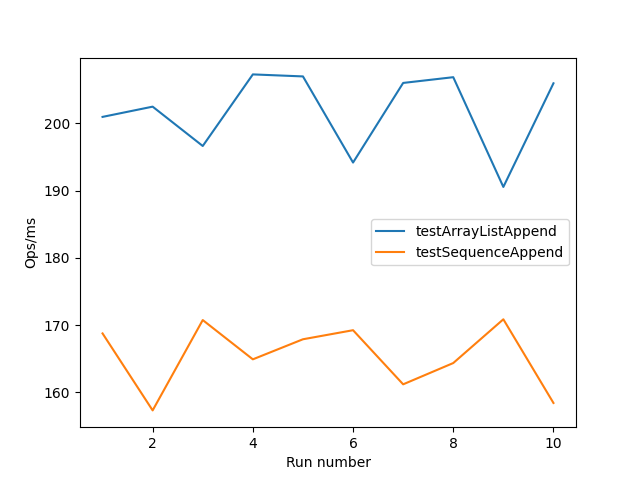 200
190
180
170
160
Ops/ms
testArrayListAppend
testSequenceAppend
2 4 6 8 10
Run number